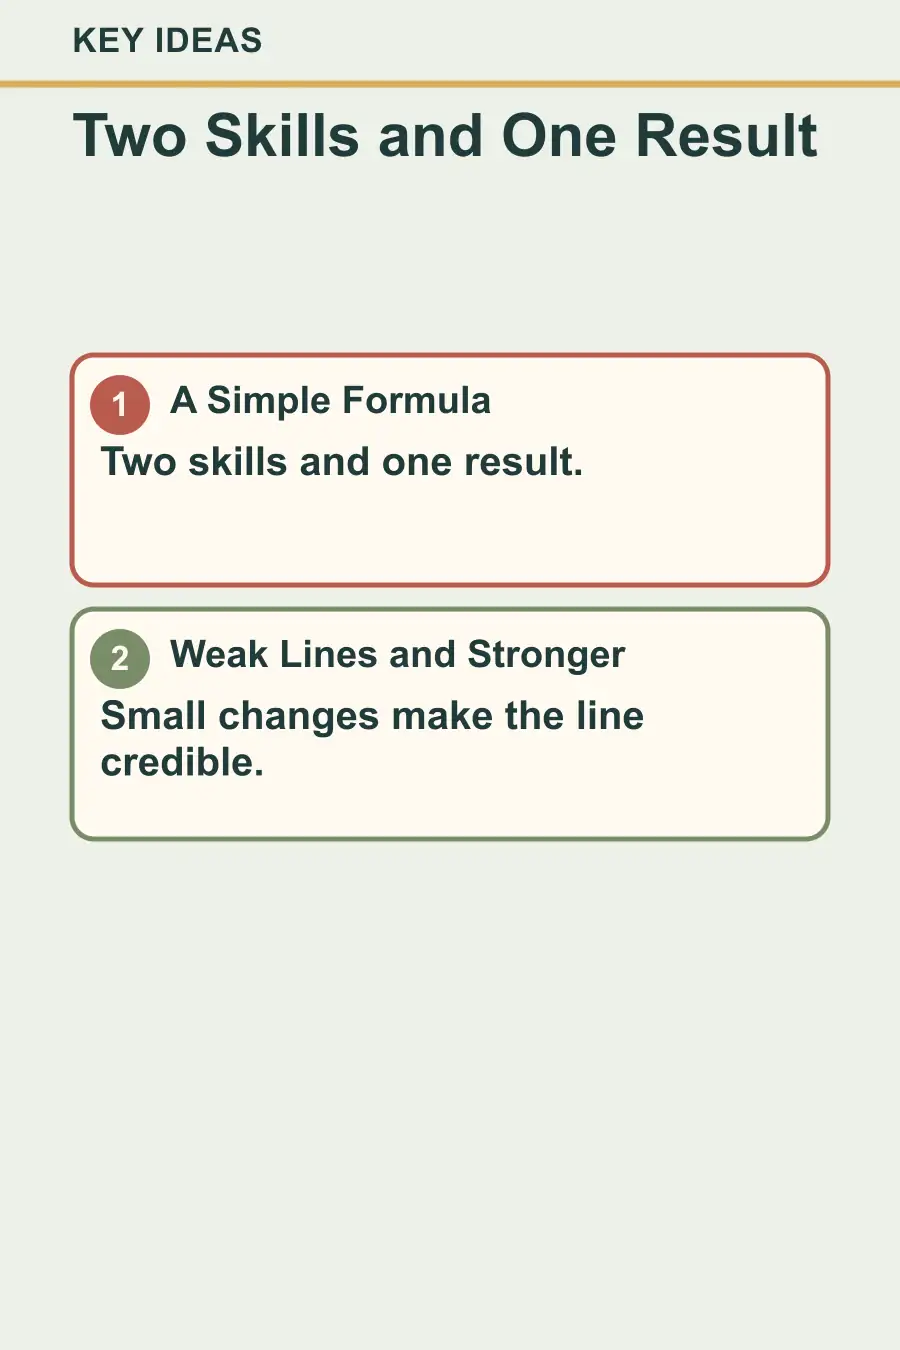 KEY IDEAS
Two Skills and One Result
1 A Simple Formula
Two skills and one result.
2 Weak Lines and Stronger
Small changes make the line
credible.